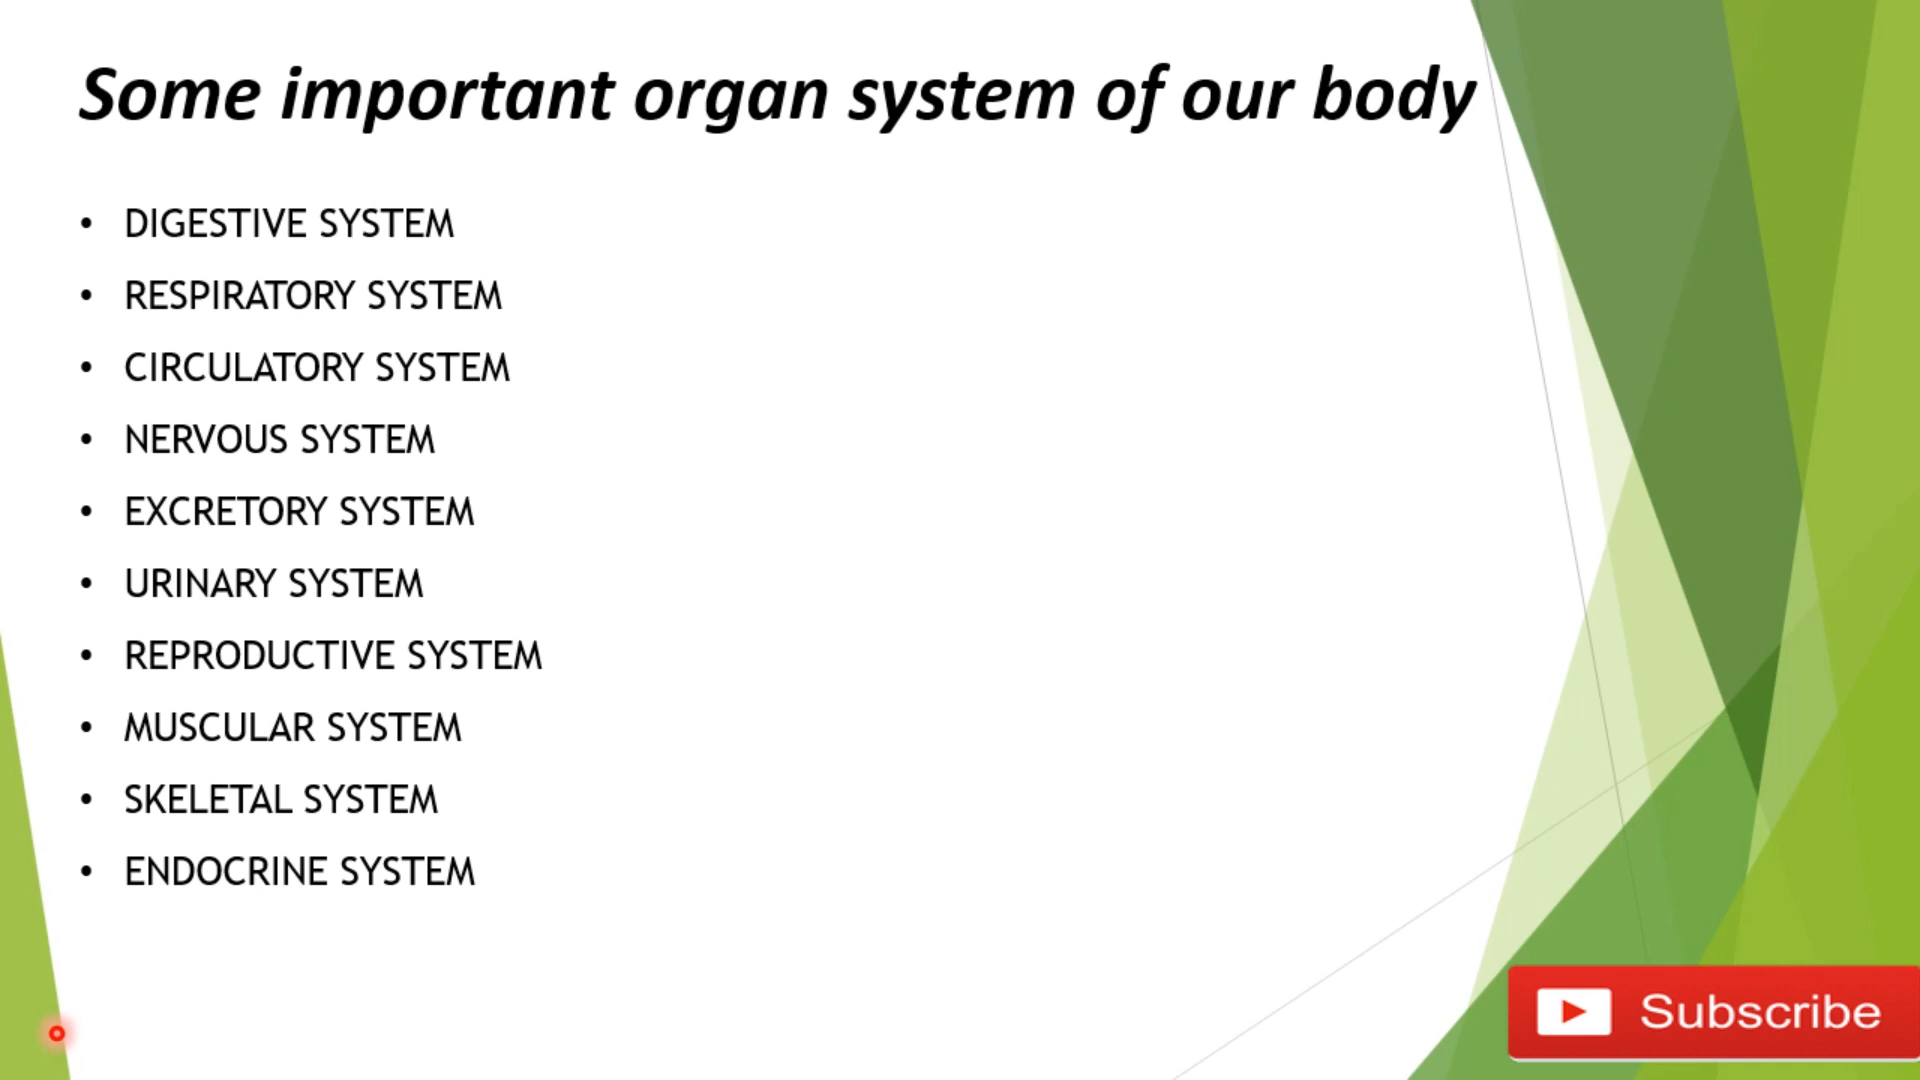 Some important organ system of our body
• DIGESTIVE SYSTEM
• RESPIRATORY SYSTEM
• CIRCULATORY SYSTEM
• NERVOUS SYSTEM
• EXCRETORY SYSTEM
• URINARY SYSTEM
• REPRODUCTIVE SYSTEM
• MUSCULAR SYSTEM
• SKELETAL SYSTEM
• ENDOCRINE SYSTEM
Subscribe